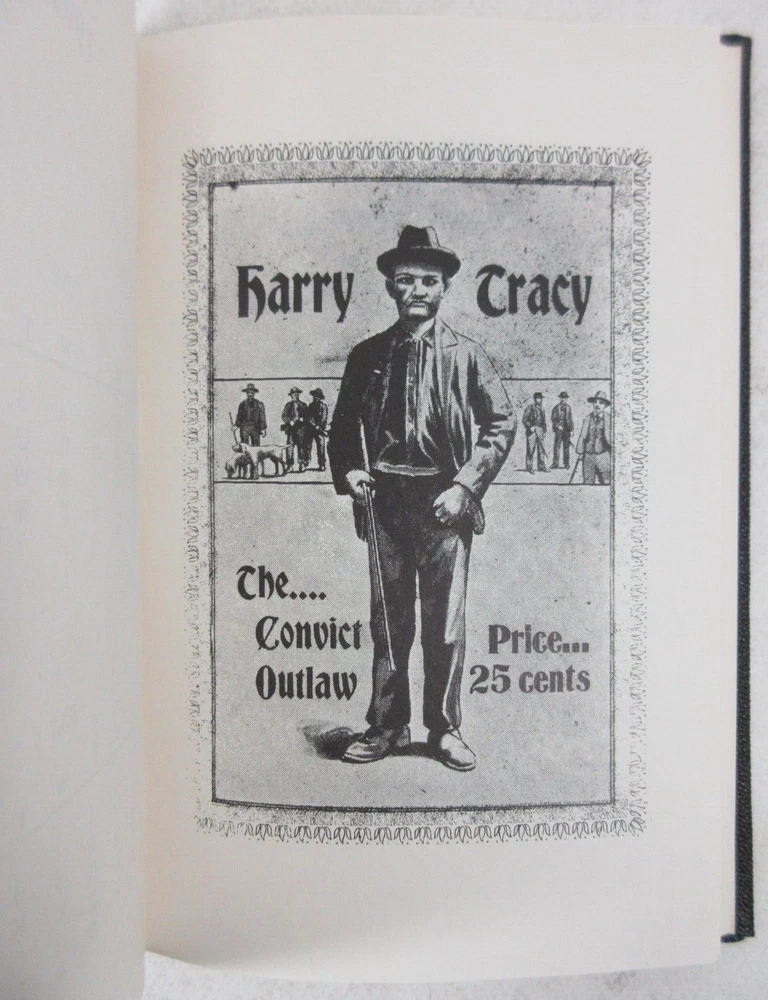 Harry Tracy
The....
Convict
Outlaw
Price...
25 cents